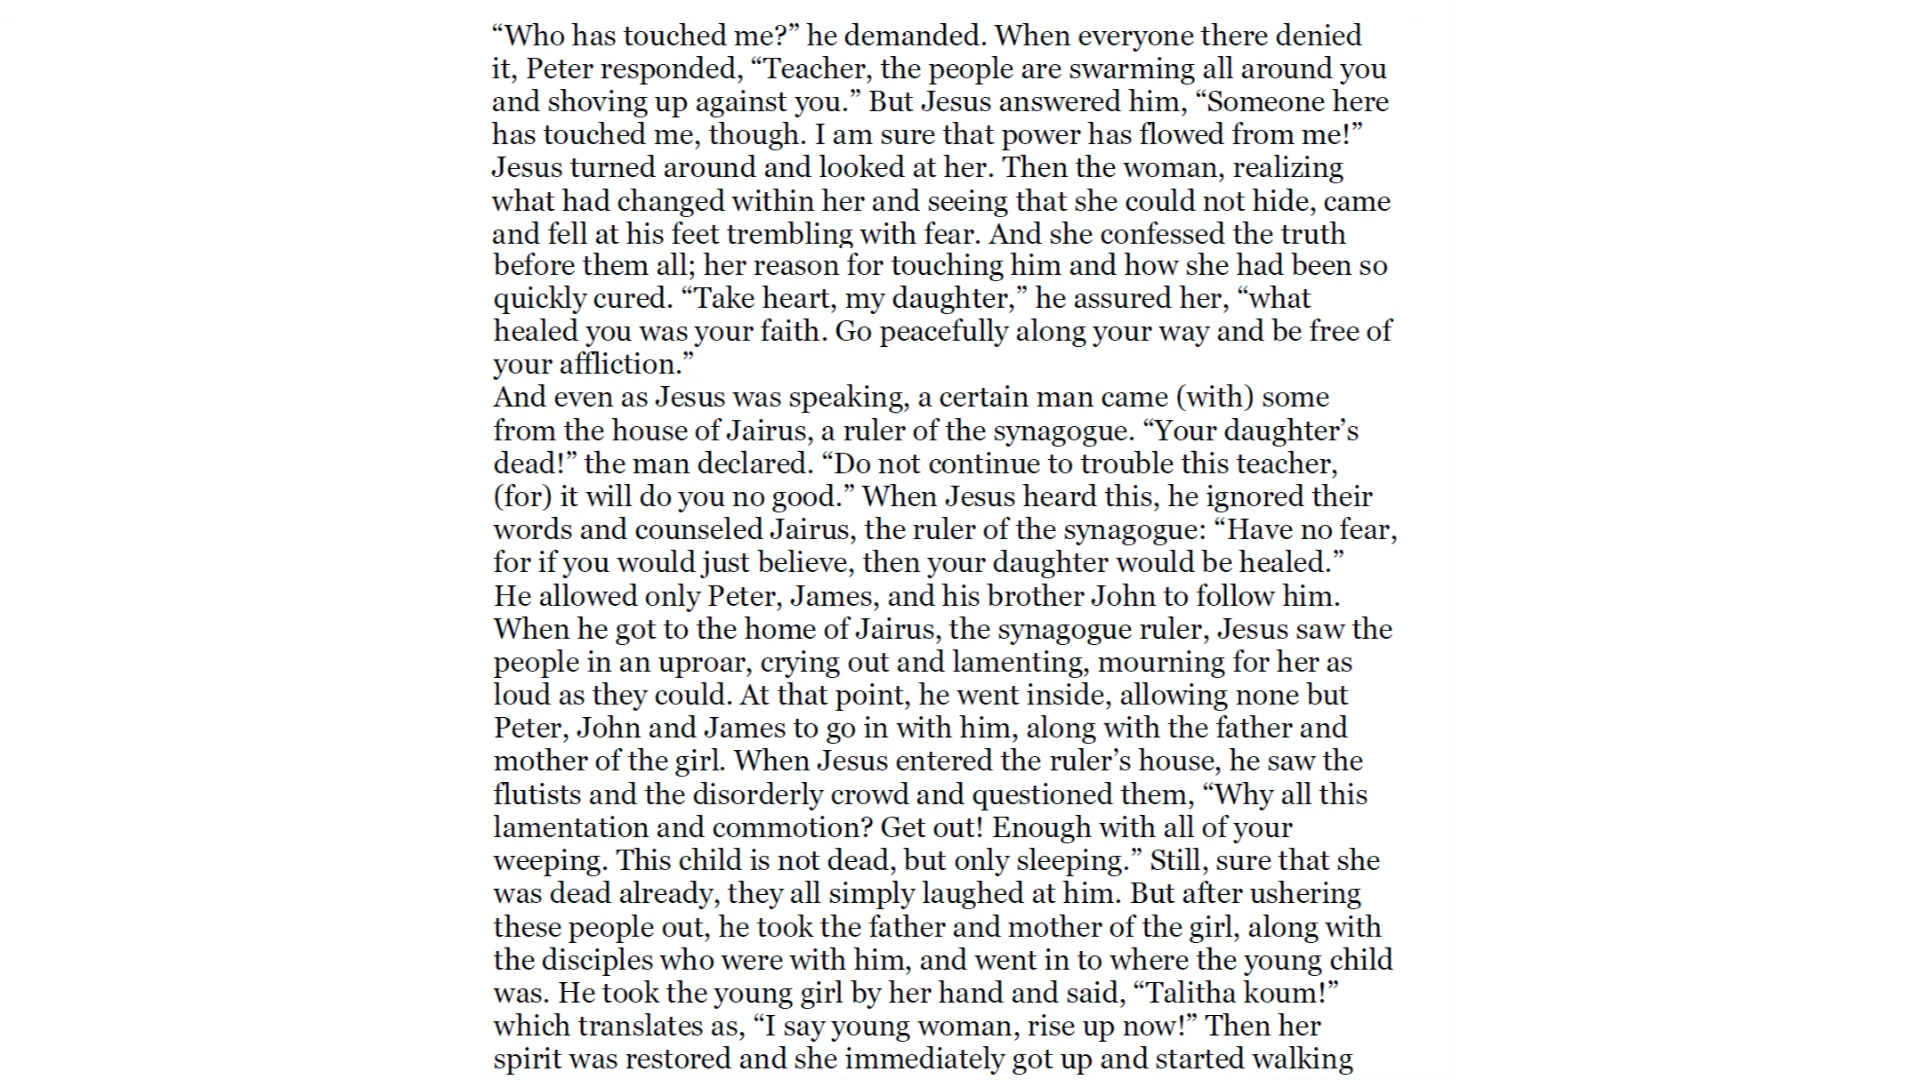 “Who has touched me?” he demanded. When everyone there denied
it, Peter responded, “Teacher, the people are swarming all around you
and shoving up against you.” But Jesus answered him, “Someone here
has touched me, though. I am sure that power has flowed from me!”
Jesus turned around and looked at her. Then the woman, realizing
what had changed within her and seeing that she could not hide, came
and fell at his feet trembling with fear. And she confessed the truth
before them all; her reason for touching him and how she had been so
quickly cured. “Take heart, my daughter,” he assured her, “what
healed you was your faith. Go peacefully along your way and be free of
your affliction.”
And even as Jesus was speaking, a certain man came (with) some
from the house of Jairus, a ruler of the synagogue. “Your daughter’s
dead!” the man declared. “Do not continue to trouble this teacher,
(for) it will do you no good.” When Jesus heard this, he ignored their
words and counseled Jairus, the ruler of the synagogue: “Have no fear,
for if you would just believe, then your daughter would be healed.”
He allowed only Peter, James, and his brother John to follow him.
When he got to the home of Jairus, the synagogue ruler, Jesus saw the
people in an uproar, crying out and lamenting, mourning for her as
loud as they could. At that point, he went inside, allowing none but
Peter, John and James to go in with him, along with the father and
mother of the girl. When Jesus entered the ruler’s house, he saw the
flutists and the disorderly crowd and questioned them, “Why all this
lamentation and commotion? Get out! Enough with all of your
weeping. This child is not dead, but only sleeping.” Still, sure that she
was dead already, they all simply laughed at him. But after ushering
these people out, he took the father and mother of the girl, along with
the disciples who were with him, and went in to where the young child
was. He took the young girl by her hand and said, “Talitha koum!”
which translates as, “I say young woman, rise up now!” Then her
spirit was restored and she immediately got up and started walking